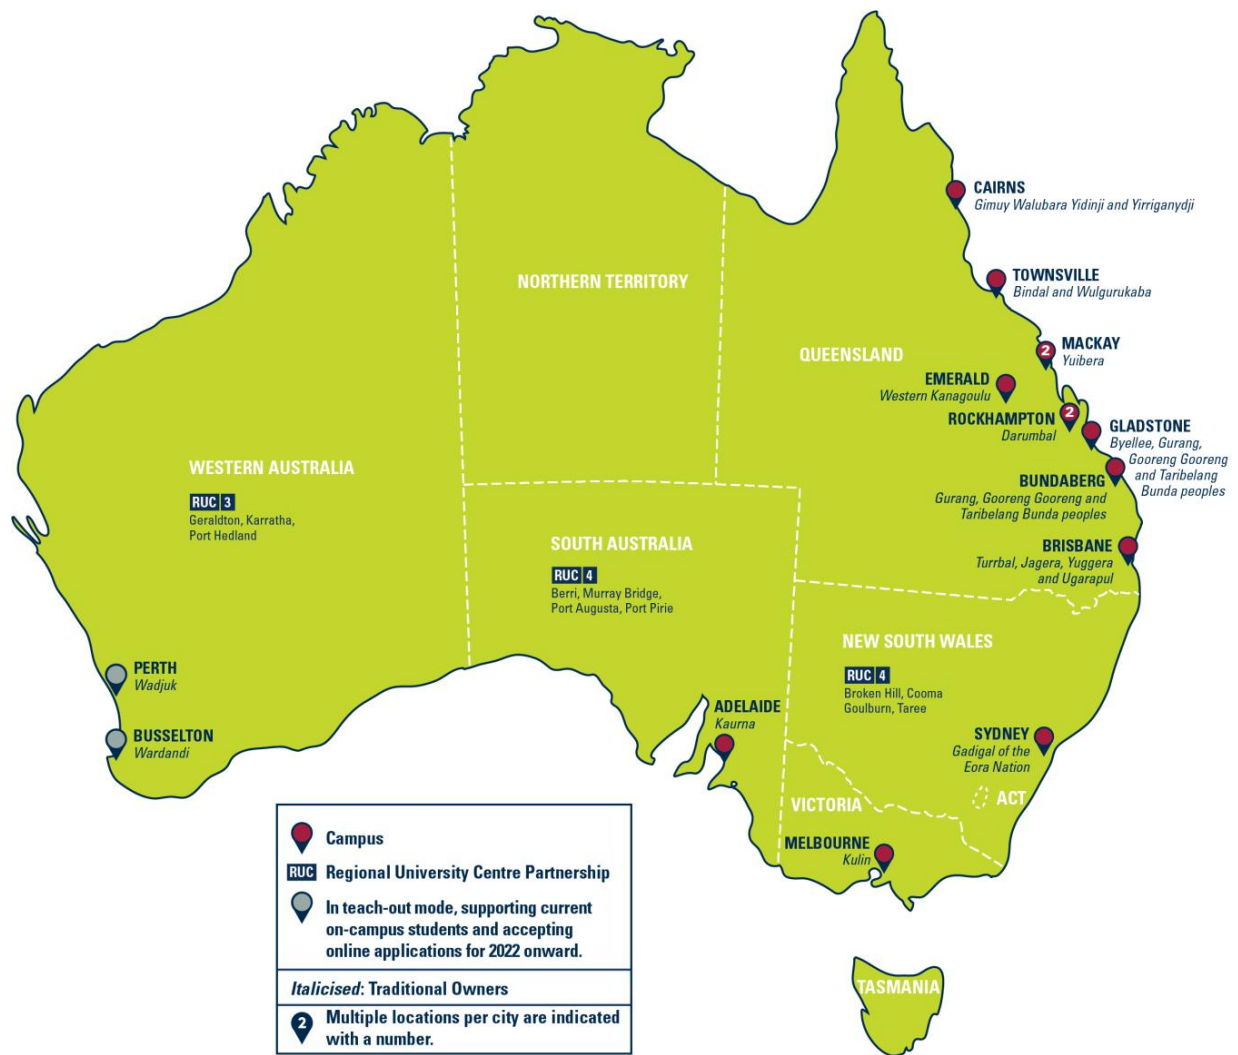 CAIRNS
Gimuy Walubara Yidinji and Yirriganydji
TOWNSVILLE
Bindal and Wulgurukaba
NORTHERN TERRITORY
QUEENSLAND
2
MACKAY
Yuibera
EMERALD
Western Kanagoulu
ROCKHAMPTON
Darumbal
2
GLADSTONE
Byellee, Gurang,
Gooreng Gooreng
and Taribelang
Bunda peoples
BUNDABERG
Gurang, Gooreng Gooreng and
Taribelang Bunda peoples
BRISBANE
Turrbal, Jagera, Yuggera
and Ugarapul
WESTERN AUSTRALIA
RUC 3
Geraldton, Karratha,
Port Hedland
SOUTH AUSTRALIA
RUC 4
Berri, Murray Bridge,
Port Augusta, Port Pirie
NEW SOUTH WALES
RUC 4
Broken Hill, Cooma
Goulburn, Taree
PERTH
Wadjuk
BUSSELTON
Wardandi
ADELAIDE
Kaurna
SYDNEY
Gadigal of the
Eora Nation
ACT
VICTORIA
MELBOURNE
Kulin
TASMANIA
Campus
RUC Regional University Centre Partnership
In teach-out mode, supporting current
on-campus students and accepting
online applications for 2022 onward.
Italicised: Traditional Owners
2 Multiple locations per city are indicated
with a number.